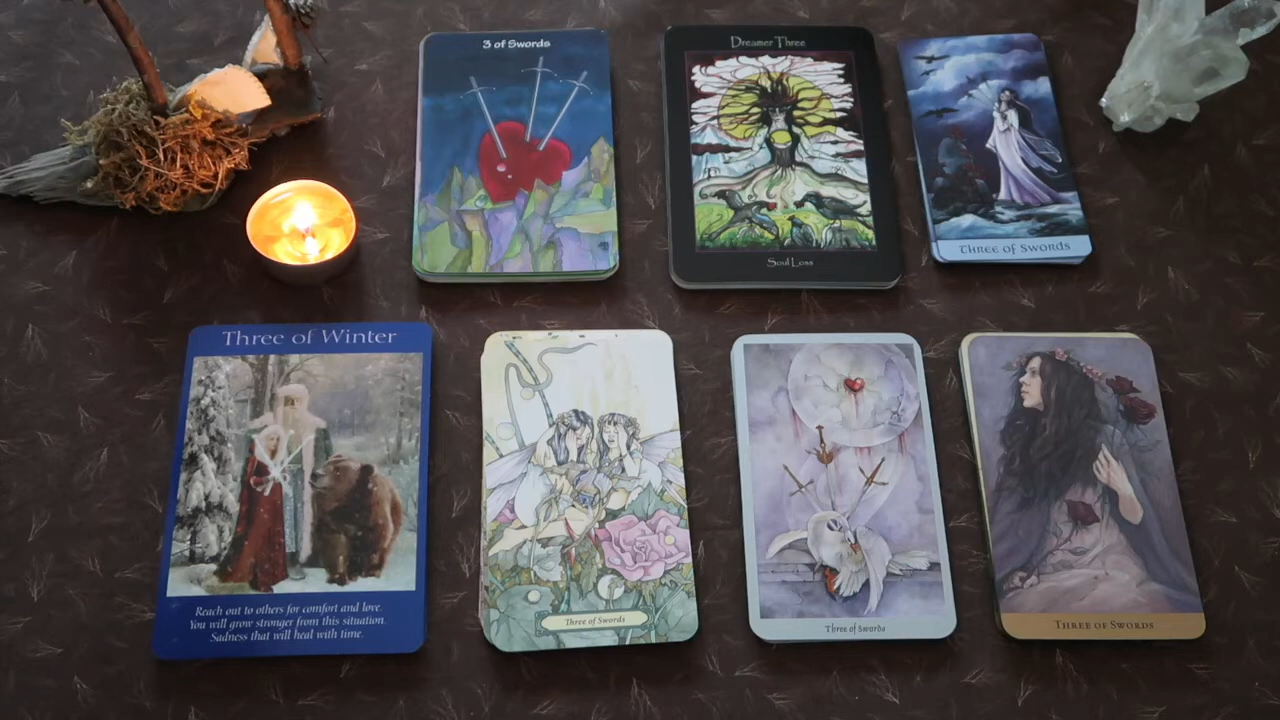 3 of Swords
Dreamer Three
Soul Loss
THREE OF SWORDS
Three of Winter
Reach out to others for comfort and love.
You will grow stronger from this situation.
Sadness that will heal with time.
Three of Swords
Three of Swords
THREE OF SWORDS